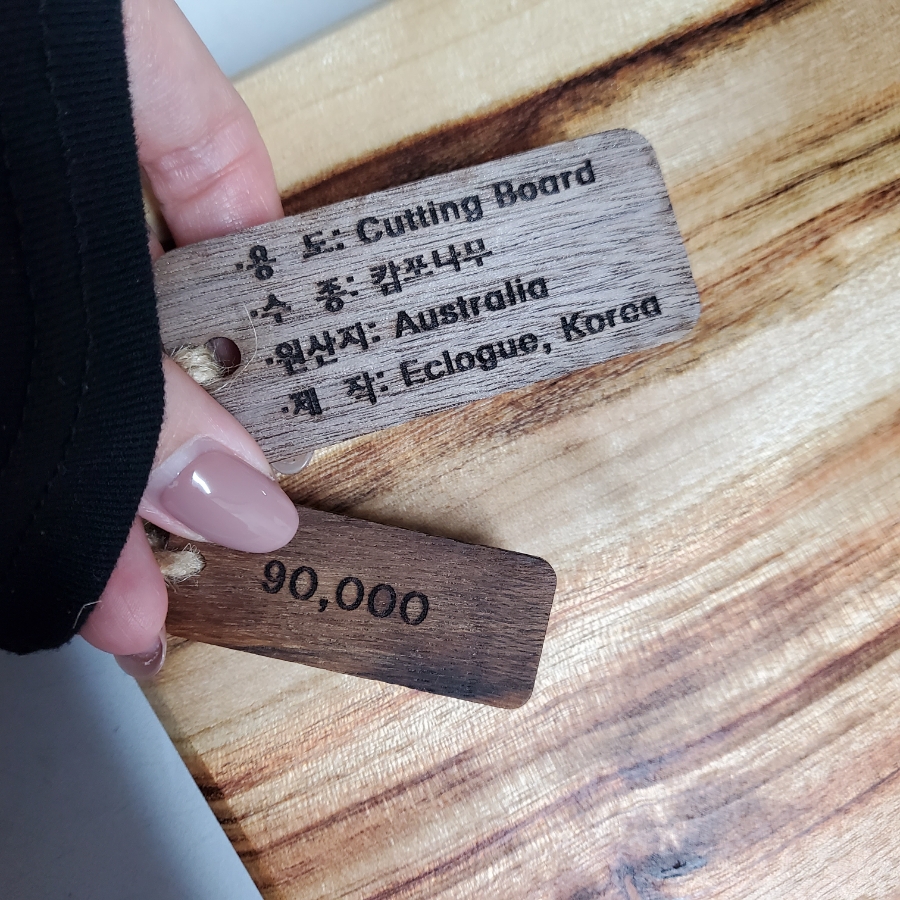 ·용 도: Cutting Board
·수 종: 캄포나무
·원산지: Australia
·제 작: Eclogue, Korea
90,000